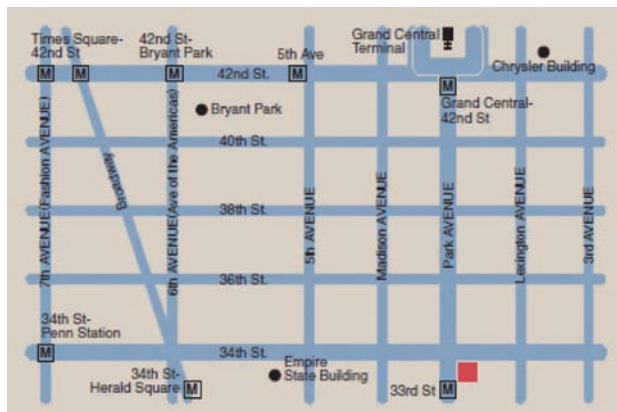 Times Square-
42nd St
42nd St-
Bryant Park
5th Ave
Grand Central
Terminal
Chrysler Building
M
M
M
42nd St.
M
M
Grand Central-
42nd St
Bryant Park
40th St.
7th AVENUE(Fashion AVENUE)
Broadway
6th AVENUE(Ave of the Americas)
38th St.
5th AVENUE
Madison AVENUE
Park AVENUE
Lexington AVENUE
3rd AVENUE
36th St.
34th St-
Penn Station
M
34th St.
34th St-
Herald Square
M
Empire
State Building
33rd St
M